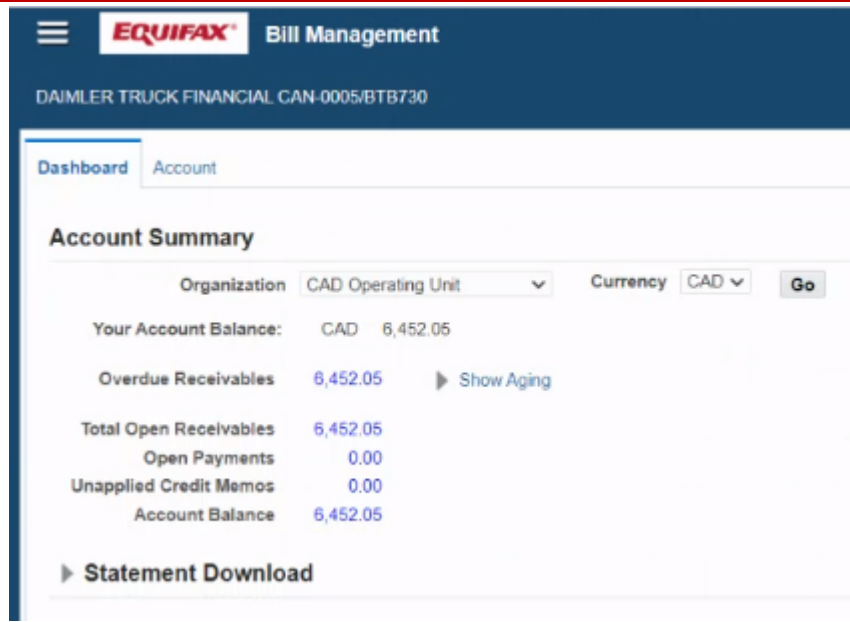 EQUIFAX® Bill Management
DAIMLER TRUCK FINANCIAL CAN-0005/BTB730
Dashboard Account
Account Summary
Organization CAD Operating Unit Currency CAD Go
Your Account Balance: CAD 6,452.05
Overdue Receivables 6,452.05 Show Aging
Total Open Receivables 6,452.05
Open Payments 0.00
Unapplied Credit Memos 0.00
Account Balance 6,452.05
Statement Download